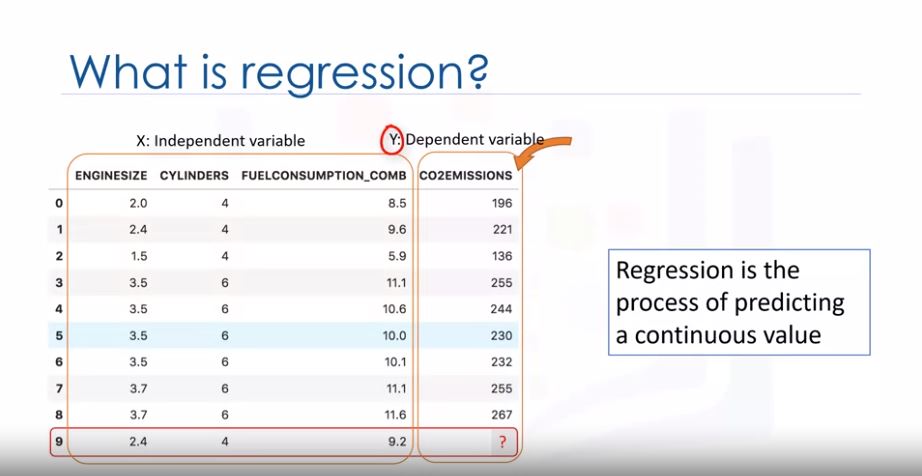 What is regression?
X: Independent variable
Y: Dependent variable
ENGINESIZE CYLINDERS FUELCONSUMPTION_COMB CO2EMISSIONS
0 2.0 4 8.5 196
1 2.4 4 9.6 221
2 1.5 4 5.9 136
3 3.5 6 11.1 255
4 3.5 6 10.6 244
5 3.5 6 10.0 230
6 3.5 6 10.1 232
7 3.7 6 11.1 255
8 3.7 6 11.6 267
9 2.4 4 9.2 ?
Regression is the
process of predicting
a continuous value